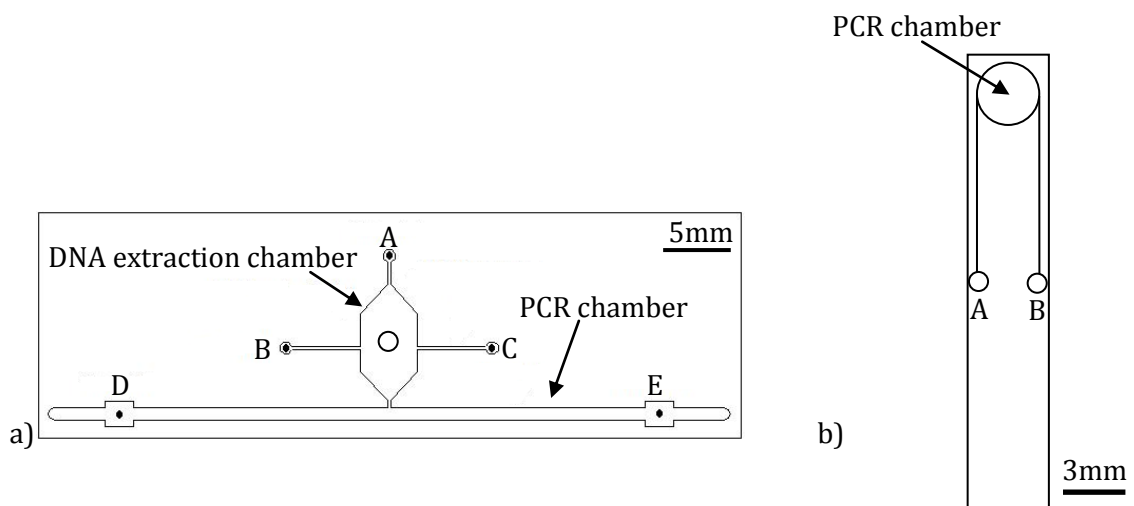 PCR chamber
A
5mm
DNA extraction chamber
PCR chamber
B
C
D
E
a)
A
B
b)
3mm